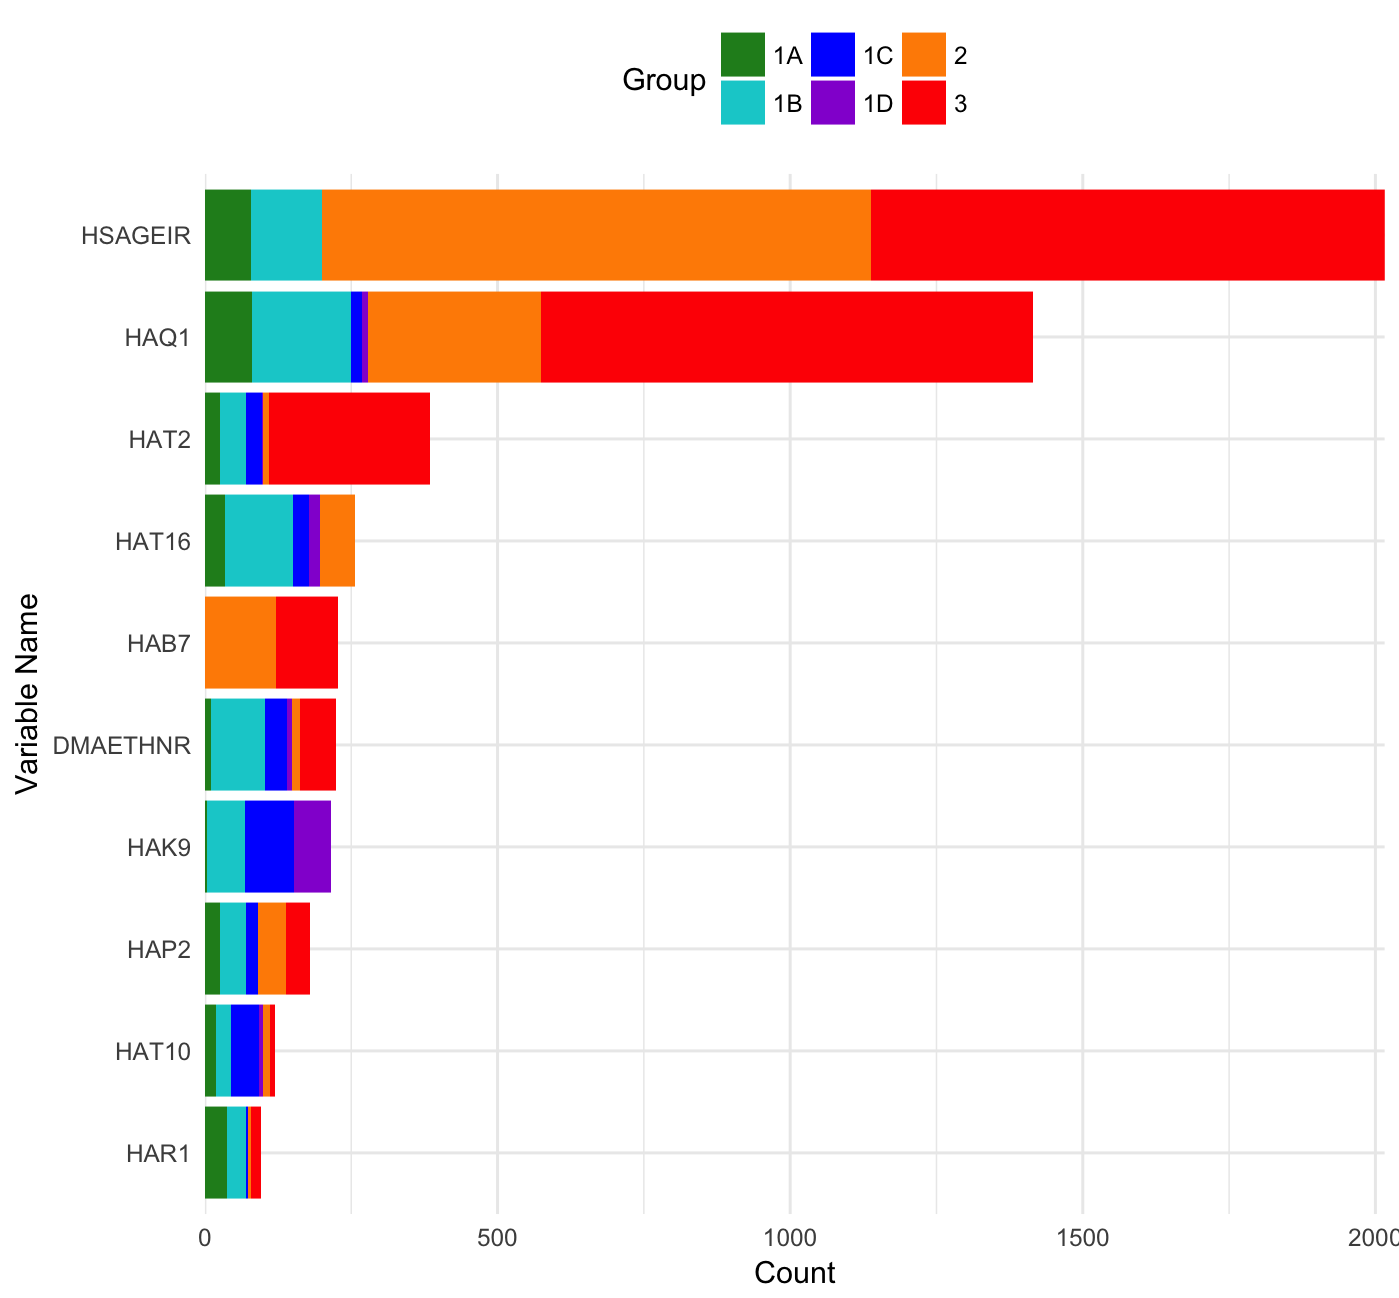 Group
1A 1C 2
1B 1D 3
HSAGEIR
HAQ1
HAT2
HAT16
HAB7
DMAETHNR
HAK9
HAP2
HAT10
HAR1
Variable Name
0 500 1000 1500 2000
Count